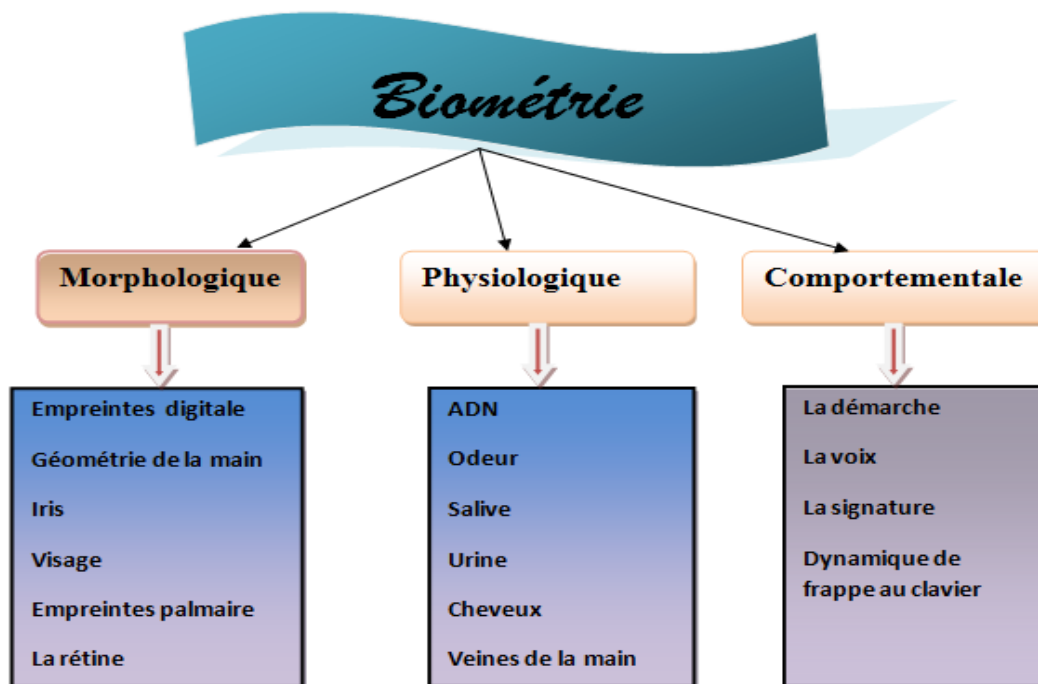 Biométrie
Morphologique
Physiologique
Comportementale
Empreintes digitale
Géométrie de la main
Iris
Visage
Empreintes palmaire
La rétine
ADN
Odeur
Salive
Urine
Cheveux
Veines de la main
La démarche
La voix
La signature
Dynamique de
frappe au clavier